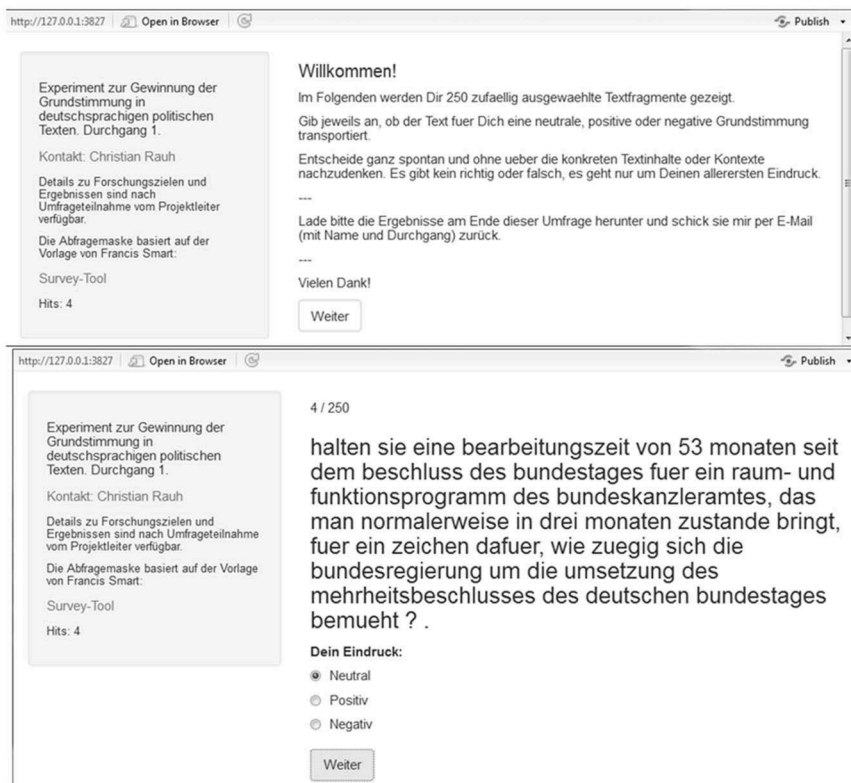 http://127.0.0.1:3827 Open in Browser Publish
Experiment zur Gewinnung der
Grundstimmung in
deutschsprachigen politischen
Texten. Durchgang 1.
Kontakt: Christian Rauh
Details zu Forschungszielen und
Ergebnissen sind nach
Umfrageteilnahme vom Projektleiter
verfügbar.
Die Abfragemaske basiert auf der
Vorlage von Francis Smart:
Survey-Tool
Hits: 4
Willkommen!
Im Folgenden werden Dir 250 zufaellig ausgewaehlte Textfragmente gezeigt.
Gib jeweils an, ob der Text fuer Dich eine neutrale, positive oder negative Grundstimmung
transportiert.
Entscheide ganz spontan und ohne ueber die konkreten Textinhalte oder Kontexte
nachzudenken. Es gibt kein richtig oder falsch, es geht nur um Deinen allerersten Eindruck.
---
Lade bitte die Ergebnisse am Ende dieser Umfrage herunter und schick sie mir per E-Mail
(mit Name und Durchgang) zurück.
---
Vielen Dank!
Weiter
http://127.0.0.1:3827 Open in Browser Publish
Experiment zur Gewinnung der
Grundstimmung in
deutschsprachigen politischen
Texten. Durchgang 1.
Kontakt: Christian Rauh
Details zu Forschungszielen und
Ergebnissen sind nach Umfrageteilnahme
vom Projektleiter verfügbar.
Die Abfragemaske basiert auf der Vorlage
von Francis Smart:
Survey-Tool
Hits: 4
4 / 250
halten sie eine bearbeitungszeit von 53 monaten seit
dem beschluss des bundestages fuer ein raum- und
funktionsprogramm des bundeskanzleramtes, das
man normalerweise in drei monaten zustande bringt,
fuer ein zeichen dafuer, wie zuegig sich die
bundesregierung um die umsetzung des
mehrheitsbeschlusses des deutschen bundestages
bemueht ? .
Dein Eindruck:
Neutral
Positiv
Negativ
Weiter